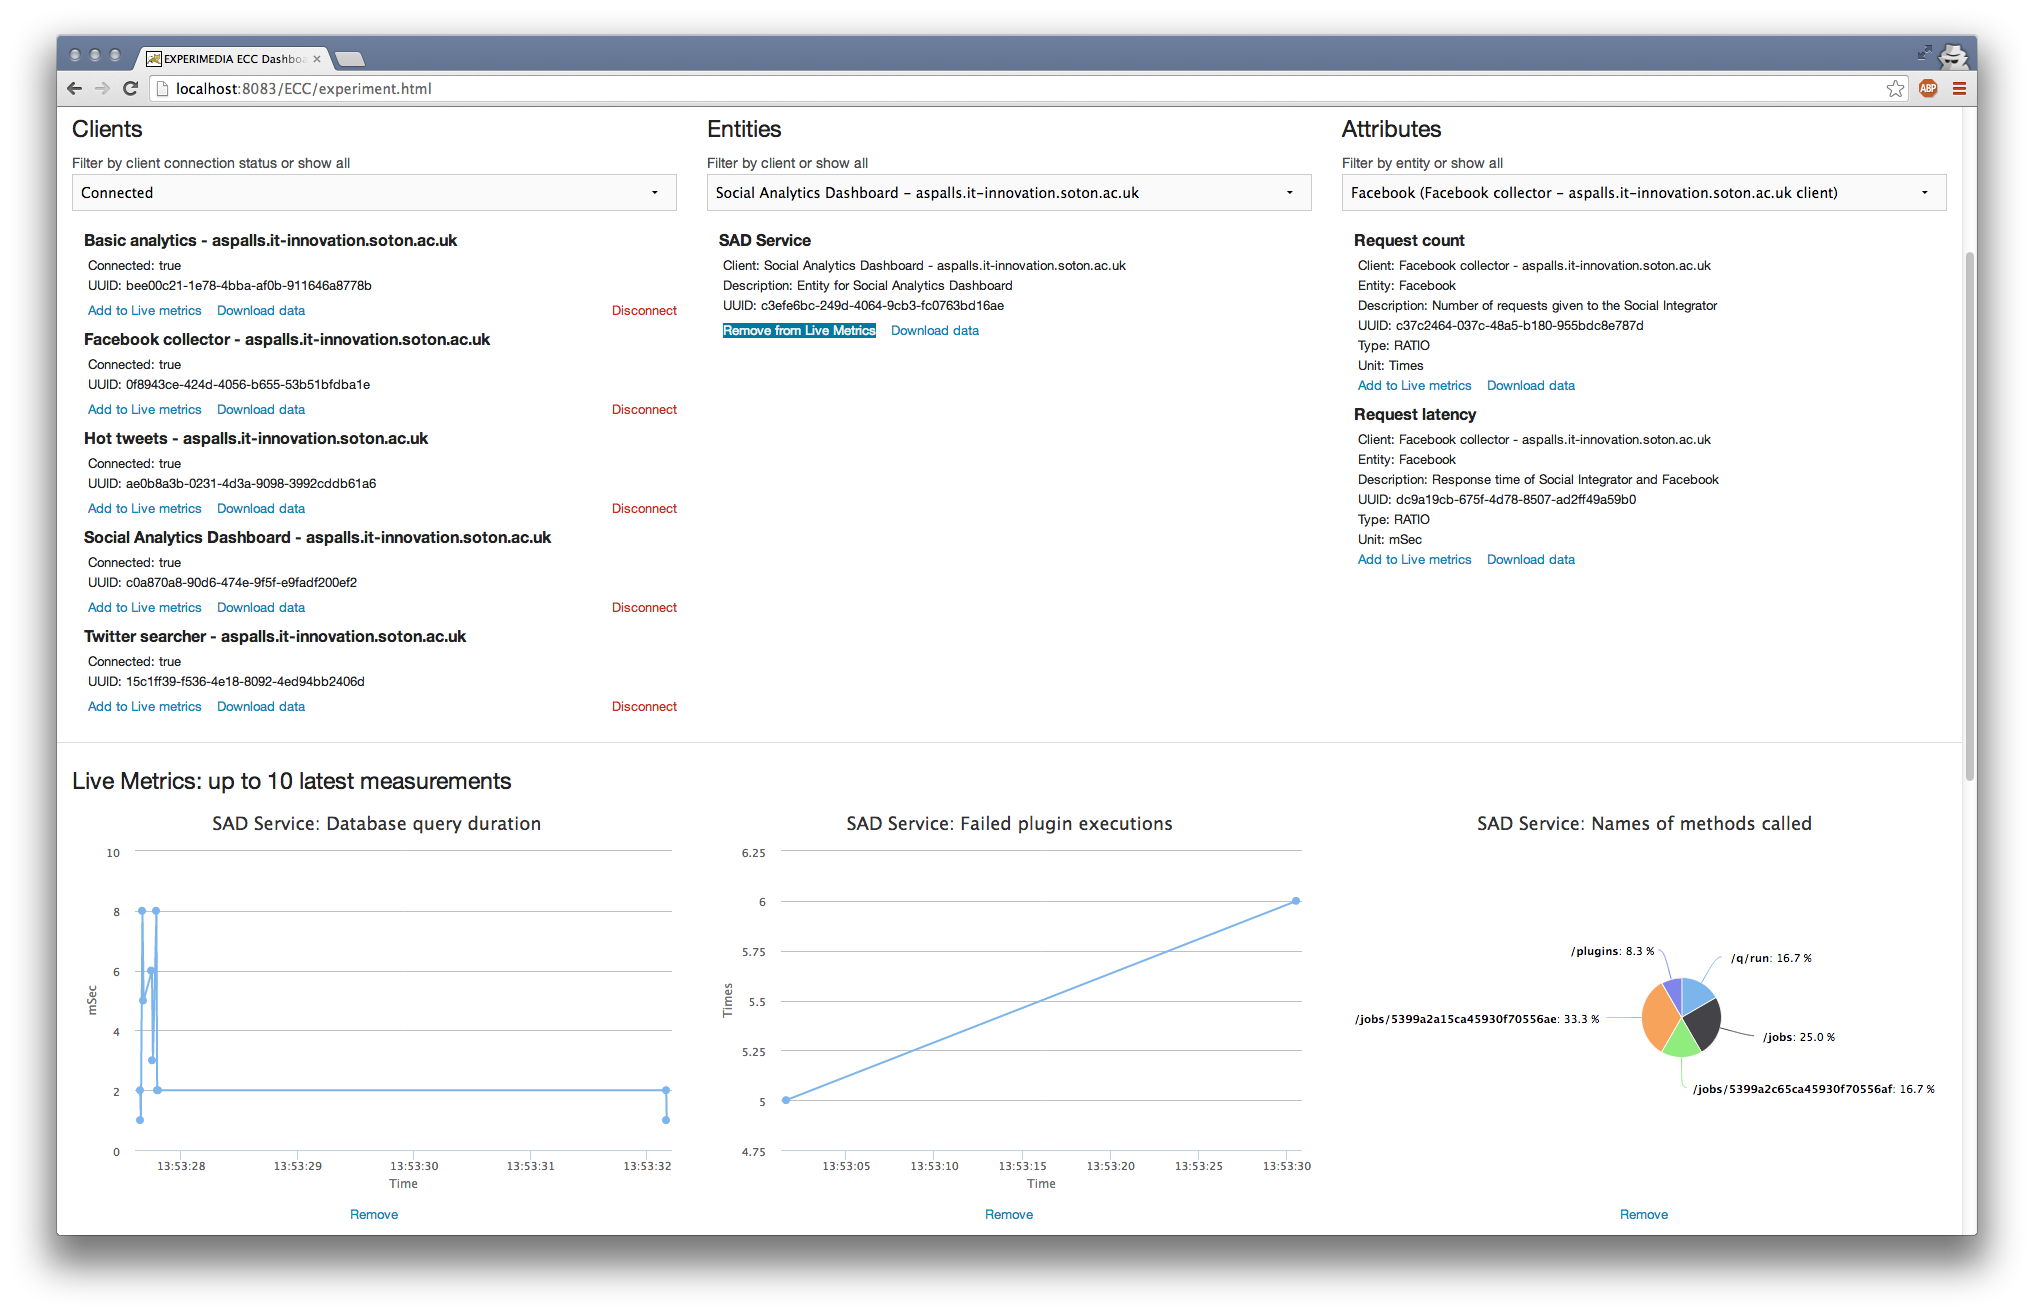 EXPERIMEDIA ECC Dashbo
localhost:8083/ECC/experiment.html
ABP
Clients
Filter by client connection status or show all
Connected
Basic analytics - aspalls.it-innovation.soton.ac.uk
Connected: true
UUID: bee00c21-1e78-4bba-af0b-911646a8778b
Add to Live metrics Download data Disconnect
Facebook collector - aspalls.it-innovation.soton.ac.uk
Connected: true
UUID: 0f8943ce-424d-4056-b655-53b51bfdba1e
Add to Live metrics Download data Disconnect
Hot tweets - aspalls.it-innovation.soton.ac.uk
Connected: true
UUID: ae0b8a3b-0231-4d3a-9098-3992cddb61a6
Add to Live metrics Download data Disconnect
Social Analytics Dashboard - aspalls.it-innovation.soton.ac.uk
Connected: true
UUID: c0a870a8-90d6-474e-9f5f-e9fadf200ef2
Add to Live metrics Download data Disconnect
Twitter searcher - aspalls.it-innovation.soton.ac.uk
Connected: true
UUID: 15c1ff39-f536-4e18-8092-4ed94bb2406d
Add to Live metrics Download data Disconnect
Entities
Filter by client or show all
Social Analytics Dashboard - aspalls.it-innovation.soton.ac.uk
SAD Service
Client: Social Analytics Dashboard - aspalls.it-innovation.soton.ac.uk
Description: Entity for Social Analytics Dashboard
UUID: c3efe6bc-249d-4064-9cb3-fc0763bd16ae
Remove from Live Metrics Download data
Attributes
Filter by entity or show all
Facebook (Facebook collector - aspalls.it-innovation.soton.ac.uk client)
Request count
Client: Facebook collector - aspalls.it-innovation.soton.ac.uk
Entity: Facebook
Description: Number of requests given to the Social Integrator
UUID: c37c2464-037c-48a5-b180-955bdc8e787d
Type: RATIO
Unit: Times
Add to Live metrics Download data
Request latency
Client: Facebook collector - aspalls.it-innovation.soton.ac.uk
Entity: Facebook
Description: Response time of Social Integrator and Facebook
UUID: dc9a19cb-675f-4d78-8507-ad2ff49a59b0
Type: RATIO
Unit: mSec
Add to Live metrics Download data
Live Metrics: up to 10 latest measurements
SAD Service: Database query duration
10
8
6
4
2
0
mSec
13:53:28 13:53:29 13:53:30 13:53:31 13:53:32
Time
Remove
SAD Service: Failed plugin executions
6.25
6
5.75
5.5
5.25
5
4.75
Times
13:53:05 13:53:10 13:53:15 13:53:20 13:53:25 13:53:30
Time
Remove
SAD Service: Names of methods called
/plugins: 8.3 %
/q/run: 16.7 %
/jobs/5399a2a15ca45930f70556ae: 33.3 %
/jobs: 25.0 %
/jobs/5399a2c65ca45930f70556af: 16.7 %
Remove